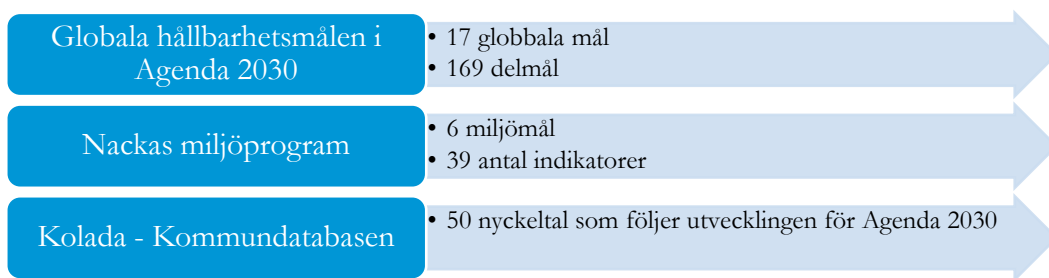 Globala hållbarhetsmålen i
Agenda 2030
• 17 globbala mål
• 169 delmål
Nackas miljöprogram
• 6 miljömål
• 39 antal indikatorer
Kolada - Kommundatabasen
• 50 nyckeltal som följer utvecklingen för Agenda 2030